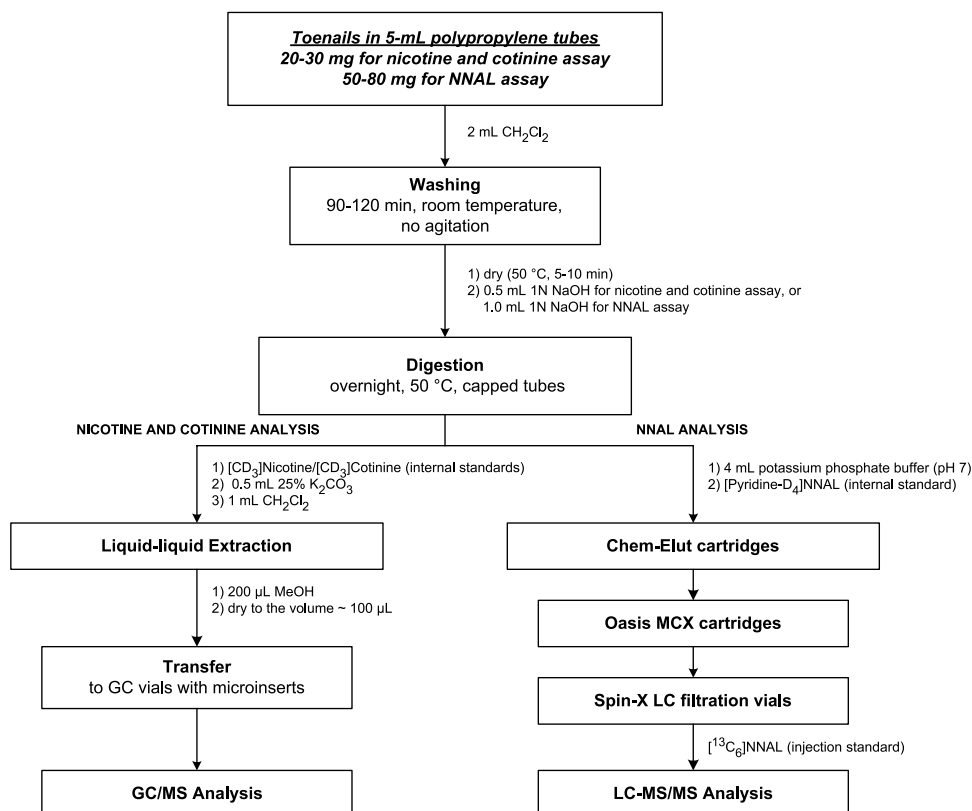 Toenails in 5-mL polypropylene tubes
20-30 mg for nicotine and cotinine assay
50-80 mg for NNAL assay
2 mL CH2Cl2
Washing
90-120 min, room temperature,
no agitation
1) dry (50 °C, 5-10 min)
2) 0.5 mL 1N NaOH for nicotine and cotinine assay, or
1.0 mL 1N NaOH for NNAL assay
Digestion
overnight, 50 °C, capped tubes
NICOTINE AND COTININE ANALYSIS
1) [CD3]Nicotine/[CD3]Cotinine (internal standards)
2) 0.5 mL 25% K2CO3
3) 1 mL CH2Cl2
Liquid-liquid Extraction
1) 200 µL MeOH
2) dry to the volume ~ 100 µL
Transfer
to GC vials with microinserts
GC/MS Analysis
NNAL ANALYSIS
1) 4 mL potassium phosphate buffer (pH 7)
2) [Pyridine-D4]NNAL (internal standard)
Chem-Elut cartridges
Oasis MCX cartridges
Spin-X LC filtration vials
[13C6]NNAL (injection standard)
LC-MS/MS Analysis